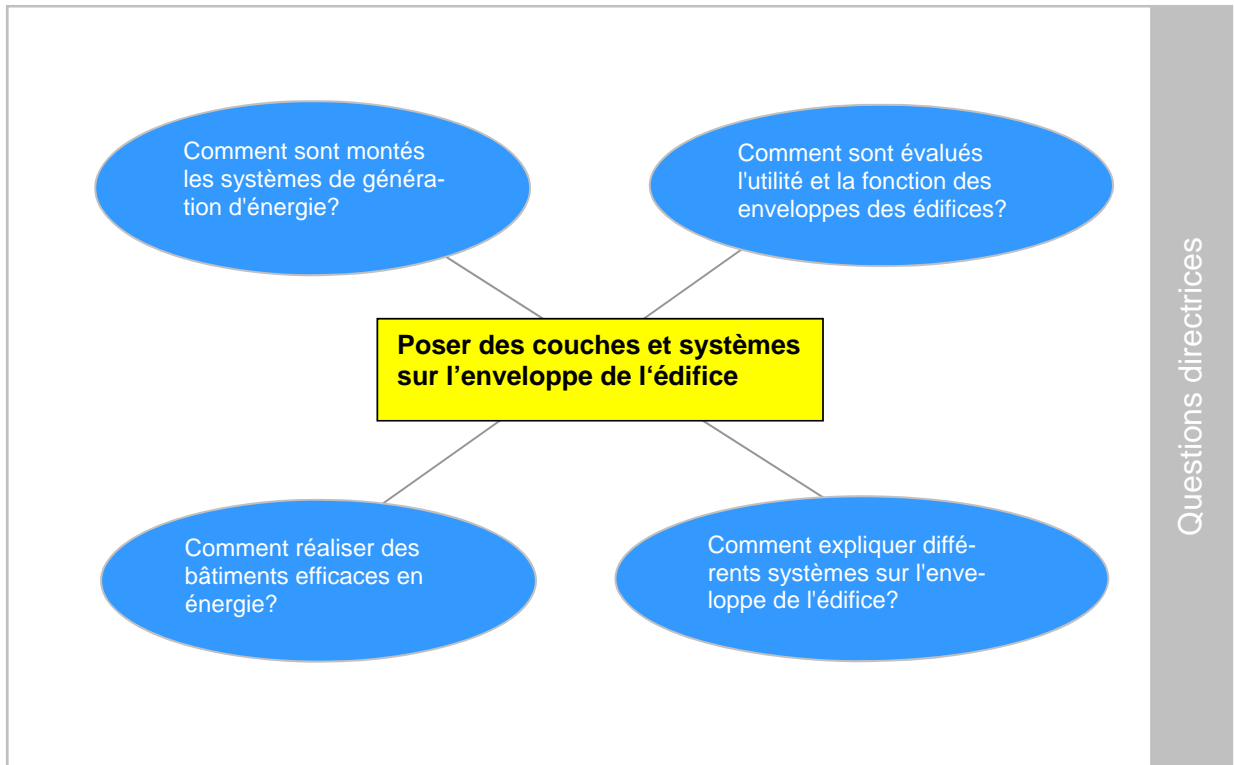 Comment sont montés
les systèmes de généra-
tion d'énergie?
Comment sont évalués
l'utilité et la fonction des
enveloppes des édifices?
Poser des couches et systèmes
sur l’enveloppe de l‘édifice
Comment réaliser des
bâtiments efficaces en
énergie?
Comment expliquer diffé-
rents systèmes sur l'enve-
loppe de l'édifice?
Questions directrices